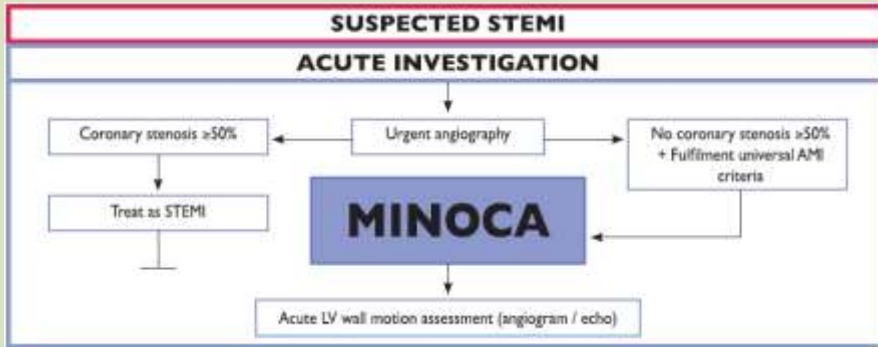 SUSPECTED STEMI
ACUTE INVESTIGATION
Coronary stenosis ≥50%
Urgent angiography
No coronary stenosis ≥50%
+ Fulfilment universal AMI
criteria
Treat as STEMI
MINOCA
Acute LV wall motion assessment (angiogram / echo)